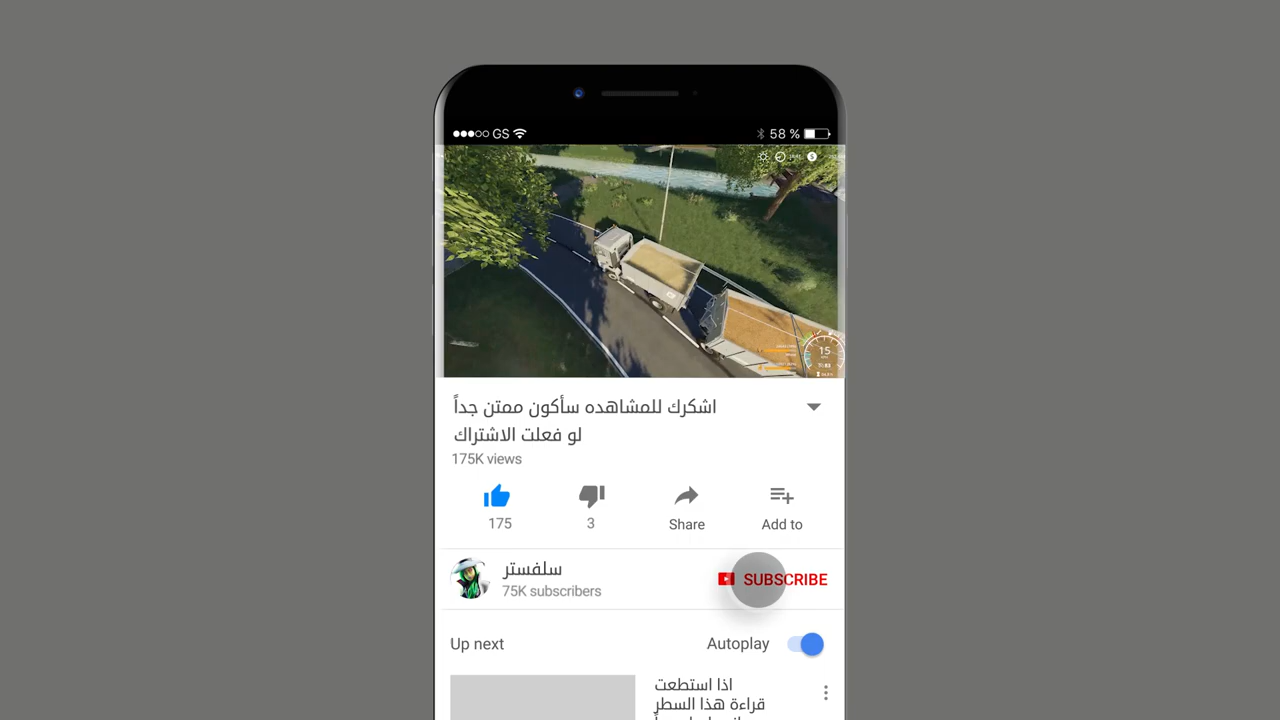 GS
58 %
15
اشكرك للمشاهده سأكون ممتن جداً
لو فعلت الاشتراك
175K views
175
3
Share
Add to
سلفستر
75K subscribers
SUBSCRIBE
Up next
Autoplay
اذا استطعت
قراءة هذا السطر